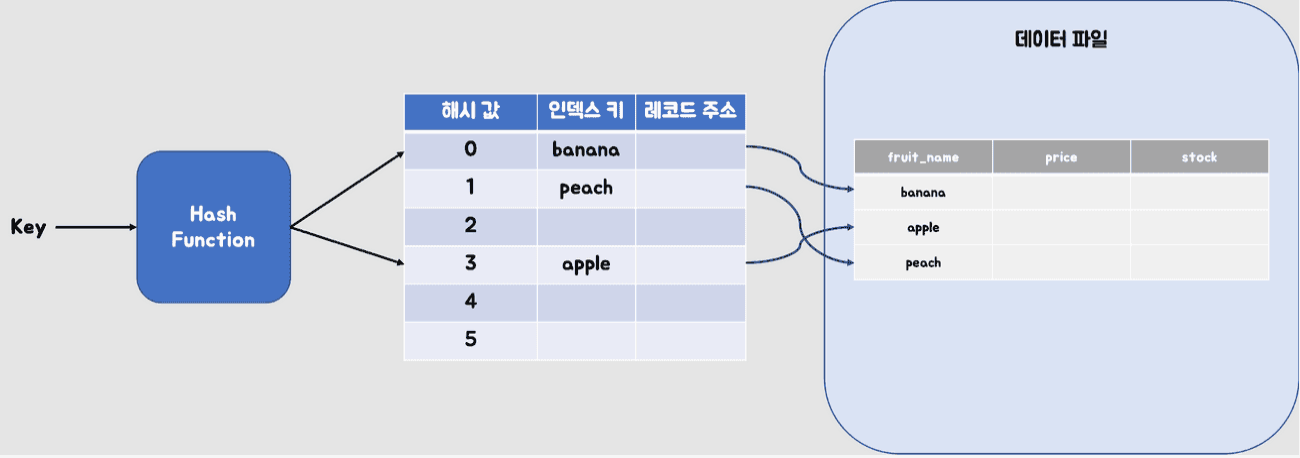 데이터 파일
Key
Hash
Function
해시 값 인덱스 키 레코드 주소
0 banana
1 peach
2
3 apple
4
5
fruit_name price stock
banana
apple
peach